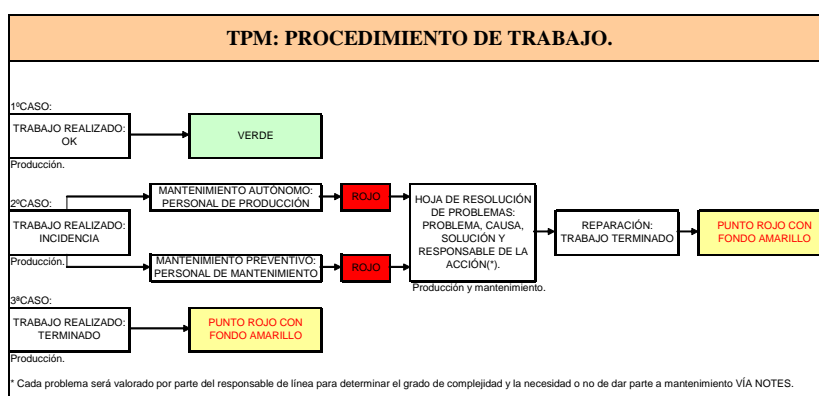 TPM: PROCEDIMIENTO DE TRABAJO.
1ºCASO:
TRABAJO REALIZADO:
OK
VERDE
Producción.
2ºCASO:
TRABAJO REALIZADO:
INCIDENCIA
Producción.
MANTENIMIENTO AUTÓNOMO:
PERSONAL DE PRODUCCIÓN
ROJO
MANTENIMIENTO PREVENTIVO:
PERSONAL DE MANTENIMIENTO
ROJO
HOJA DE RESOLUCIÓN
DE PROBLEMAS:
PROBLEMA, CAUSA,
SOLUCIÓN Y
RESPONSABLE DE LA
ACCIÓN(*).
Producción y mantenimiento.
REPARACIÓN:
TRABAJO TERMINADO
PUNTO ROJO CON
FONDO AMARILLO
3ªCASO:
TRABAJO REALIZADO:
TERMINADO
PUNTO ROJO CON
FONDO AMARILLO
Producción.
* Cada problema será valorado por parte del responsable de línea para determinar el grado de complejidad y la necesidad o no de dar parte a mantenimiento VÍA NOTES.